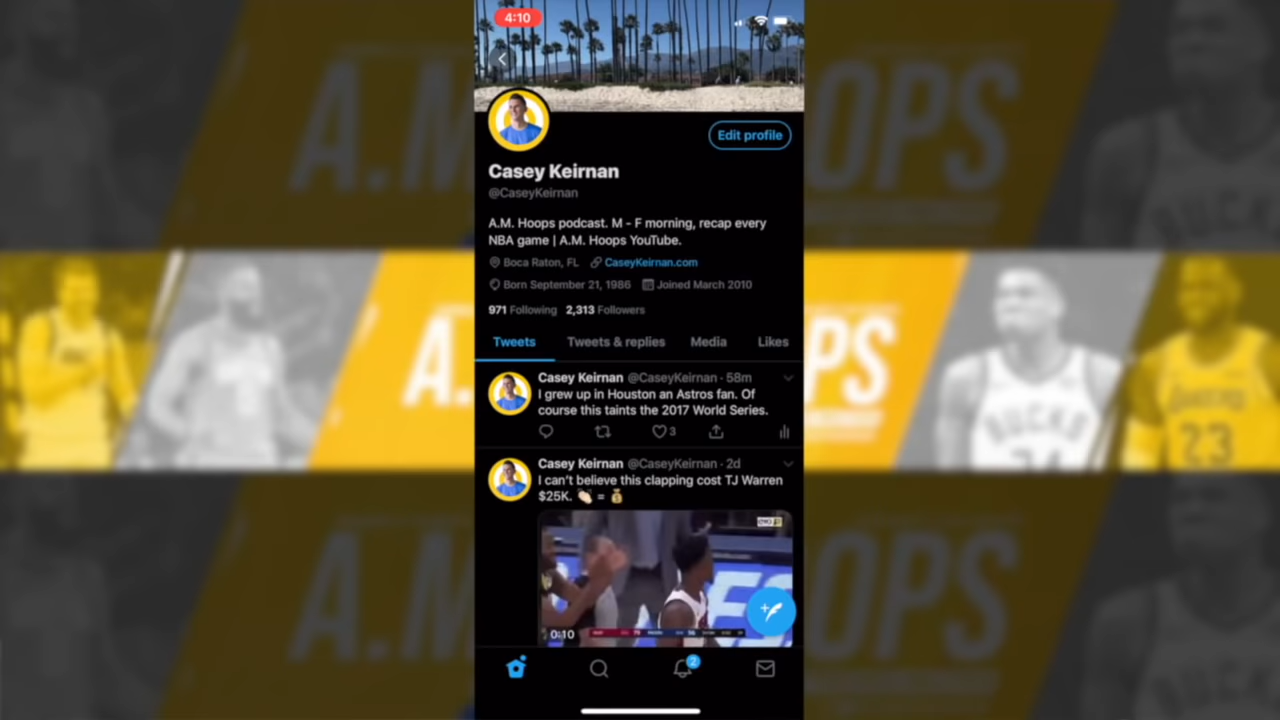 4:10
A.M
OPS
Edit profile
Casey Keirnan
@CaseyKeirnan
A.M. Hoops podcast. M - F morning, recap every
NBA game | A.M. Hoops YouTube.
Boca Raton, FL CaseyKeirnan.com
Born September 21, 1986 Joined March 2010
971 Following 2,313 Followers
Tweets Tweets & replies Media Likes
Casey Keirnan @CaseyKeirnan · 58m
I grew up in Houston an Astros fan. Of
course this taints the 2017 World Series.
3
Casey Keirnan @CaseyKeirnan · 2d
I can't believe this clapping cost TJ Warren
$25K. 👏🏻 = 💰
0:10
2
A.
PS
BUCKS
23
A.M
OPS